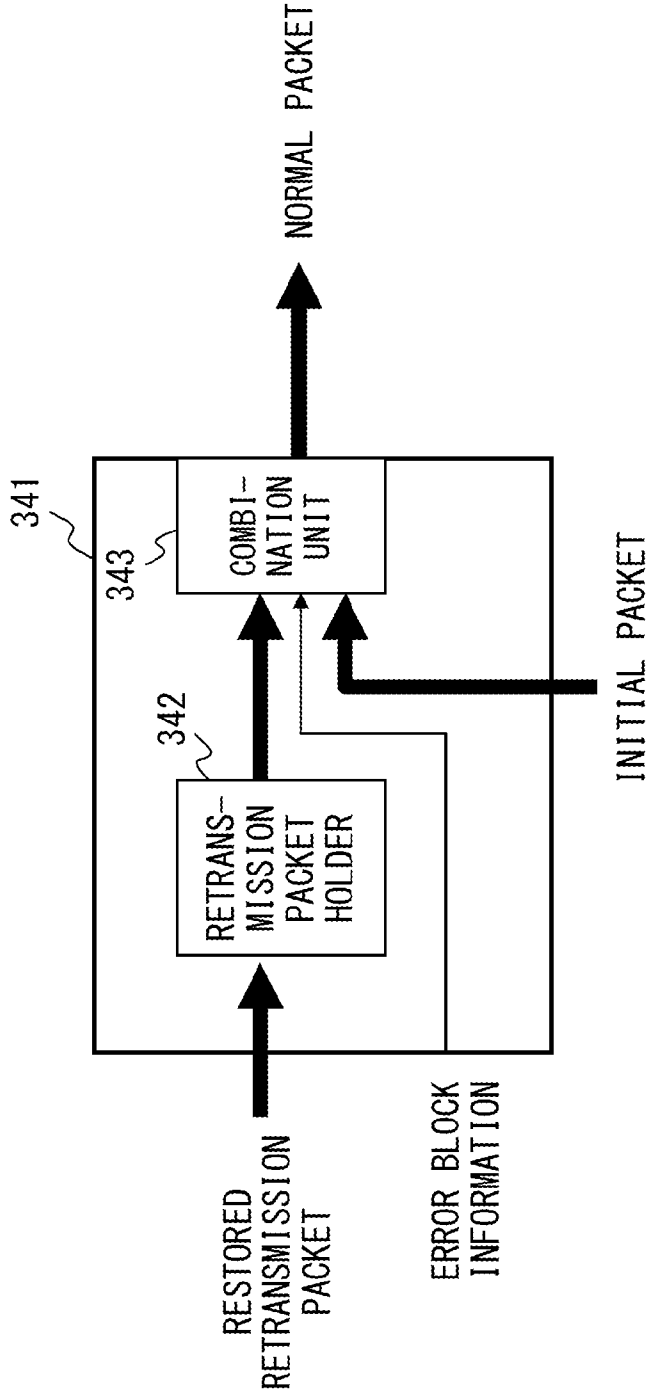 341
343
COMBI-
NATION
UNIT
342
RETRANS-
MISSION
PACKET
HOLDER
RESTORED
RETRANSMISSION
PACKET
ERROR BLOCK
INFORMATION
INITIAL PACKET
NORMAL PACKET